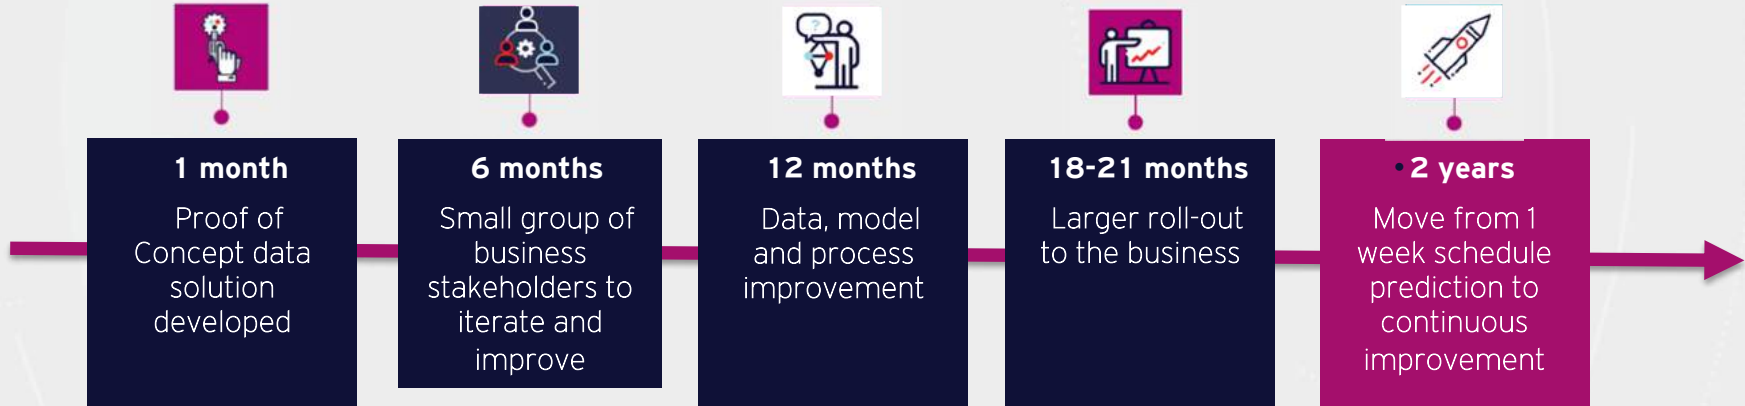 1 month
Proof of
Concept data
solution
developed
6 months
Small group of
business
stakeholders to
iterate and
improve
12 months
Data, model
and process
improvement
18-21 months
Larger roll-out
to the business
• 2 years
Move from 1
week schedule
prediction to
continuous
improvement